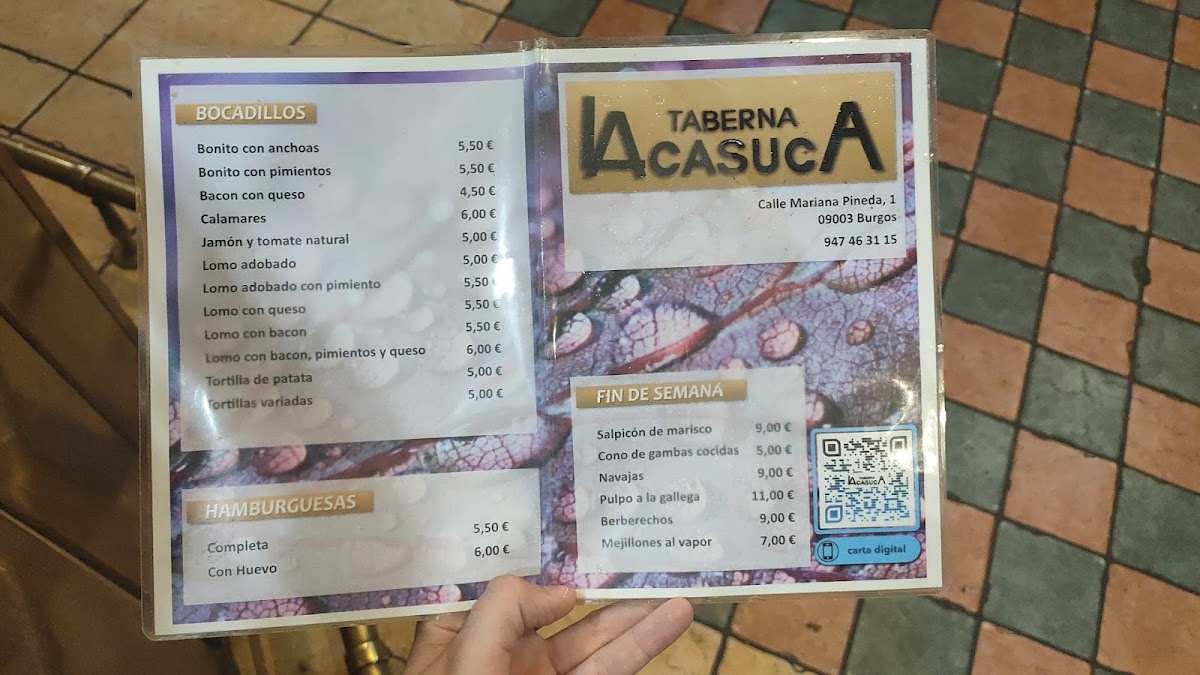 BOCADILLOS
Bonito con anchoas 5,50 €
Bonito con pimientos 5,50 €
Bacon con queso 4,50 €
Calamares 6,00 €
Jamón y tomate natural 5,00 €
Lomo adobado 5,00 €
Lomo adobado con pimiento 5,50 €
Lomo con queso 5,50 €
Lomo con bacon 5,50 €
Lomo con bacon, pimientos y queso 6,00 €
Tortilla de patata 5,00 €
Tortillas variadas 5,00 €
HAMBURGUESAS
Completa 5,50 €
Con Huevo 6,00 €
TABERNA
LA CASUCA
Calle Mariana Pineda, 1
09003 Burgos
947 46 31 15
FIN DE SEMANA
Salpicón de marisco 9,00 €
Cono de gambas cocidas 5,00 €
Navajas 9,00 €
Pulpo a la gallega 11,00 €
Berberechos 9,00 €
Mejillones al vapor 7,00 €
TABERNA
LA CASUCA
carta digital